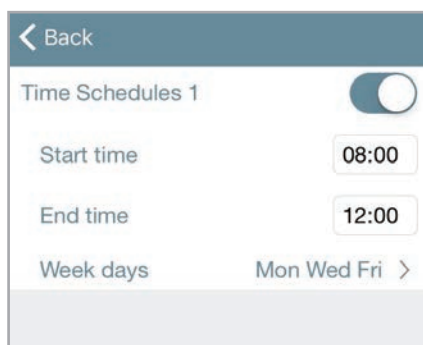 Back
Time Schedules 1
Start time 08:00
End time 12:00
Week days Mon Wed Fri